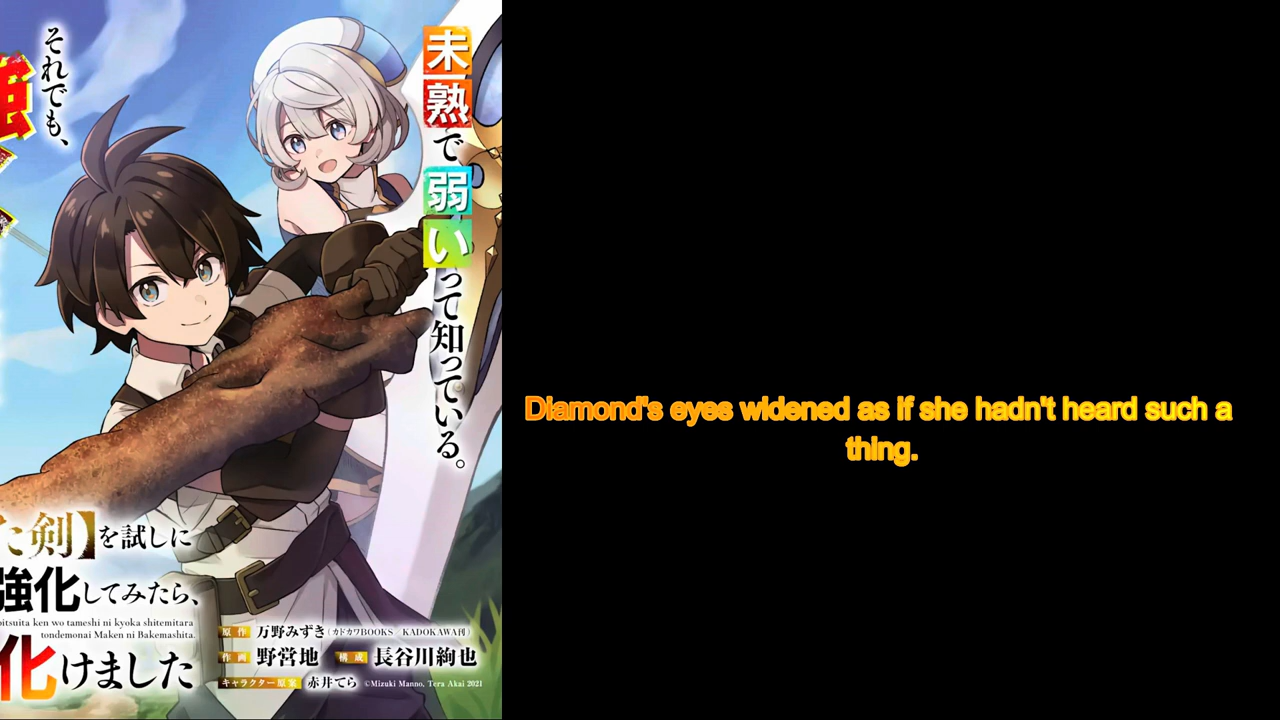 未熟で弱いって知っている。
それでも、
強
た剣】を試しに
強化してみたら、
bitsuita ken wo tameshi ni kyoka shitemitara
tondemonai Maken ni Bakemashita.
化けました
原作 万野みずき(カドカワBOOKS/KADOKAWA刊)
作画 野営地 構成 長谷川絢也
キャラクター原案 赤井てら ©Mizuki Manno, Tera Akai 2021
Diamond's eyes widened as if she hadn't heard such a
thing.